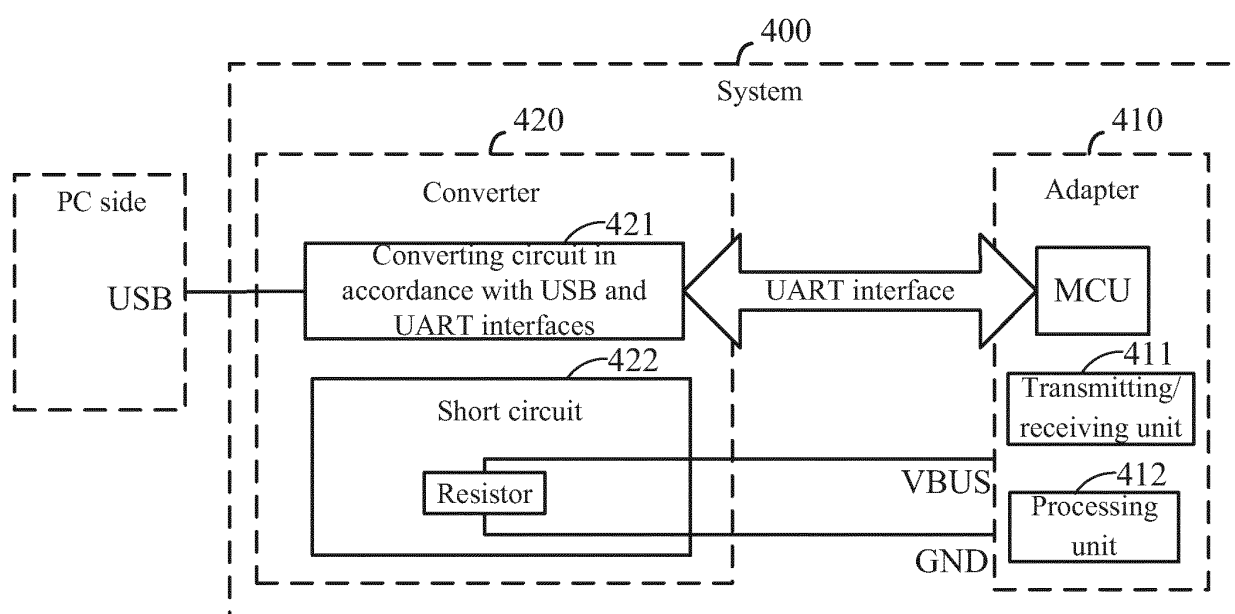 400
System
420
410
PC side
Converter
Adapter
421
Converting circuit in
accordance with USB and
UART interfaces
USB
UART interface
MCU
422
411
Short circuit
Transmitting/
receiving unit
Resistor
VBUS
412
Processing
unit
GND